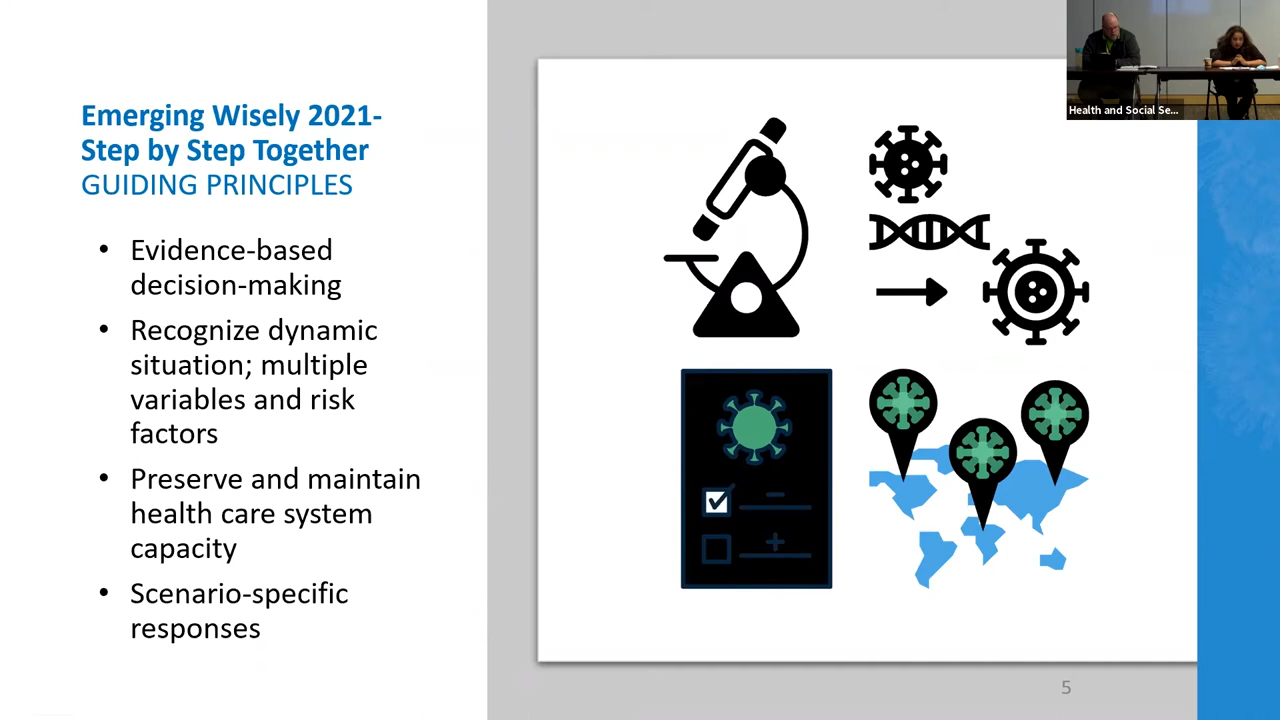 Emerging Wisely 2021-
Step by Step Together
GUIDING PRINCIPLES
• Evidence-based
decision-making
• Recognize dynamic
situation; multiple
variables and risk
factors
• Preserve and maintain
health care system
capacity
• Scenario-specific
responses
Health and Social Se...
5